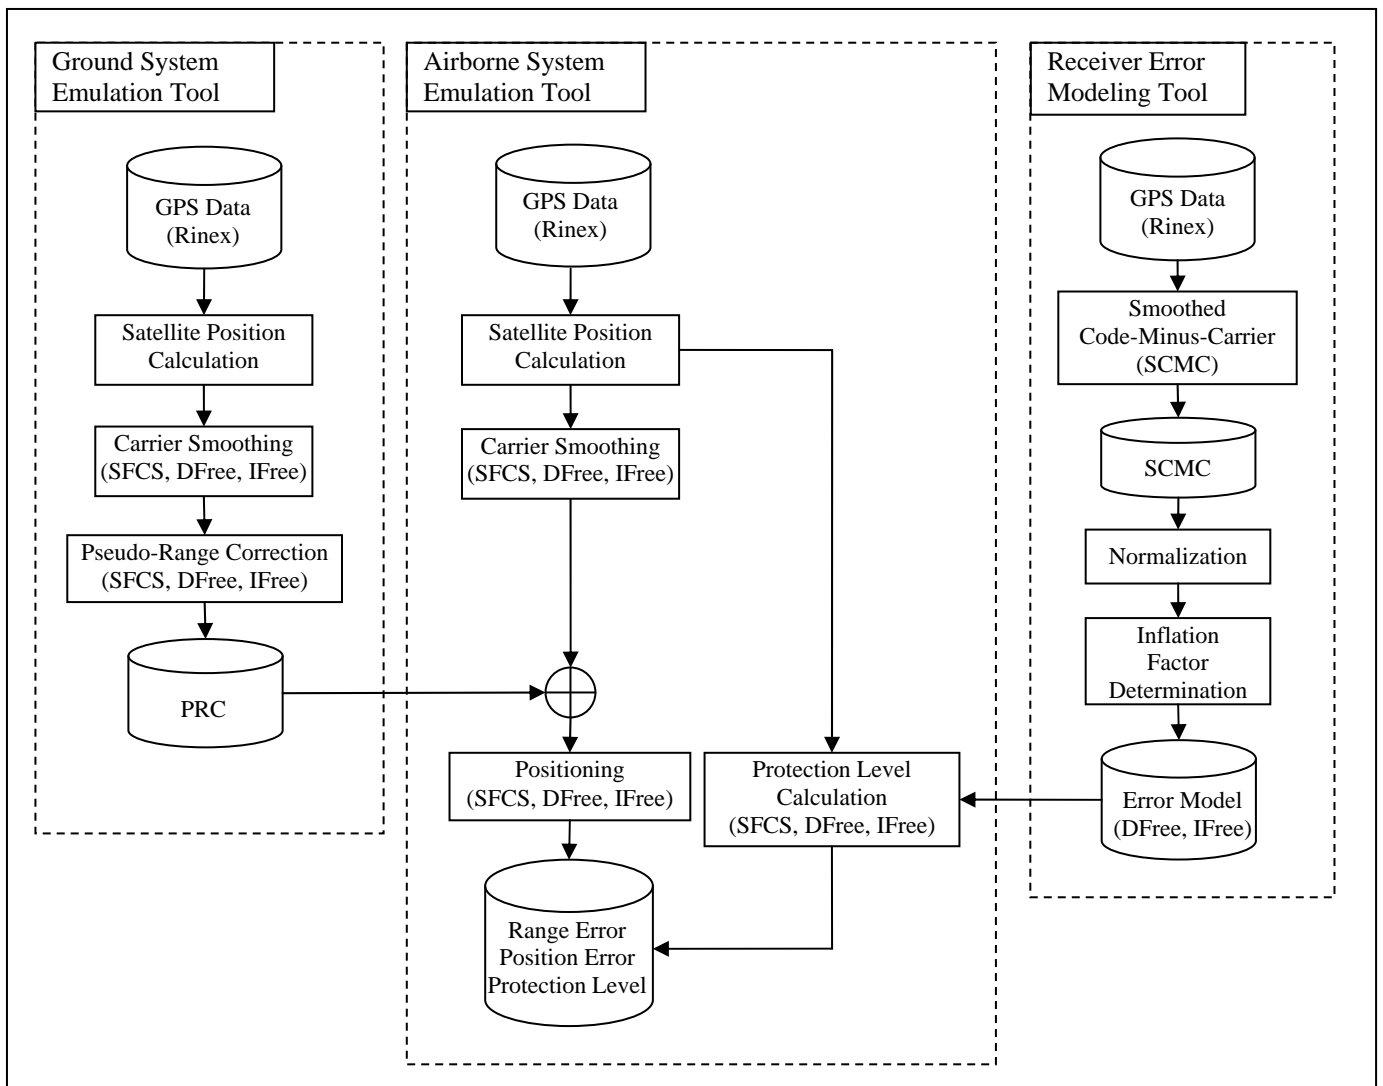 Ground System
Emulation Tool
GPS Data
(Rinex)
Satellite Position
Calculation
Carrier Smoothing
(SFCS, DFree, IFree)
Pseudo-Range Correction
(SFCS, DFree, IFree)
PRC
Airborne System
Emulation Tool
GPS Data
(Rinex)
Satellite Position
Calculation
Carrier Smoothing
(SFCS, DFree, IFree)
Positioning
(SFCS, DFree, IFree)
Protection Level
Calculation
(SFCS, DFree, IFree)
Range Error
Position Error
Protection Level
Receiver Error
Modeling Tool
GPS Data
(Rinex)
Smoothed
Code-Minus-Carrier
(SCMC)
SCMC
Normalization
Inflation
Factor
Determination
Error Model
(DFree, IFree)